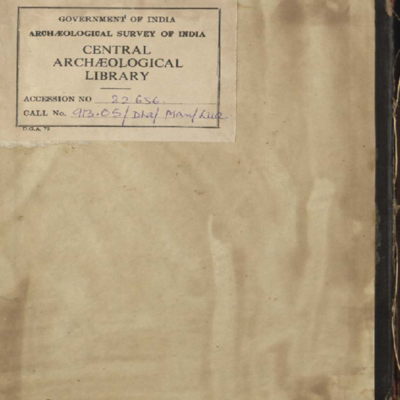 GOVERNMENT OF INDIA
ARCHÆOLOGICAL SURVEY OF INDIA
CENTRAL
ARCHÆOLOGICAL
LIBRARY
ACCESSION NO 22656
CALL No. 913.05/Dha/Man/Luc
D.G.A. 79